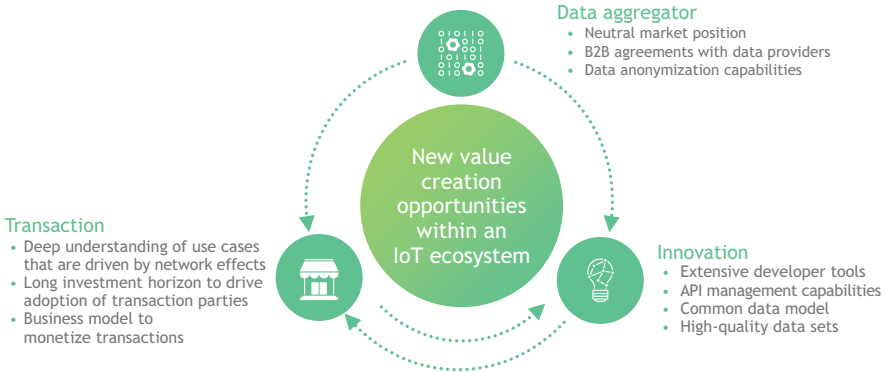 Data aggregator
• Neutral market position
• B2B agreements with data providers
• Data anonymization capabilities
New value
creation
opportunities
within an
IoT ecosystem
Transaction
• Deep understanding of use cases
that are driven by network effects
• Long investment horizon to drive
adoption of transaction parties
• Business model to
monetize transactions
Innovation
• Extensive developer tools
• API management capabilities
• Common data model
• High-quality data sets